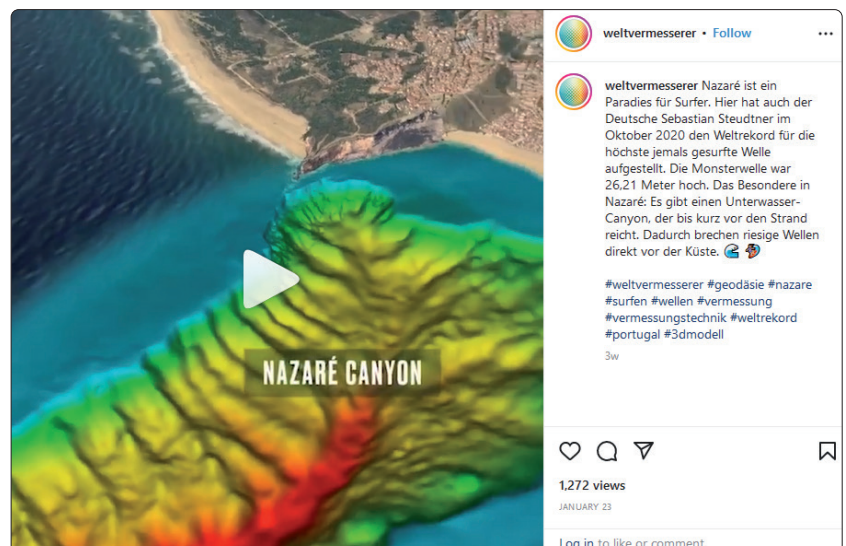 weltvermesserer • Follow
weltvermesserer Nazaré ist ein
Paradies für Surfer. Hier hat auch der
Deutsche Sebastian Steudtner im
Oktober 2020 den Weltrekord für die
höchste jemals gesurfte Welle
aufgestellt. Die Monsterwelle war
26,21 Meter hoch. Das Besondere in
Nazaré: Es gibt einen Unterwasser-
Canyon, der bis kurz vor den Strand
reicht. Dadurch brechen riesige Wellen
direkt vor der Küste.
#weltvermesserer #geodäsie #nazare
#surfen #wellen #vermessung
#vermessungstechnik #weltrekord
#portugal #3dmodell
3w
NAZARÉ CANYON
1,272 views
JANUARY 23
Log in to like or comment.